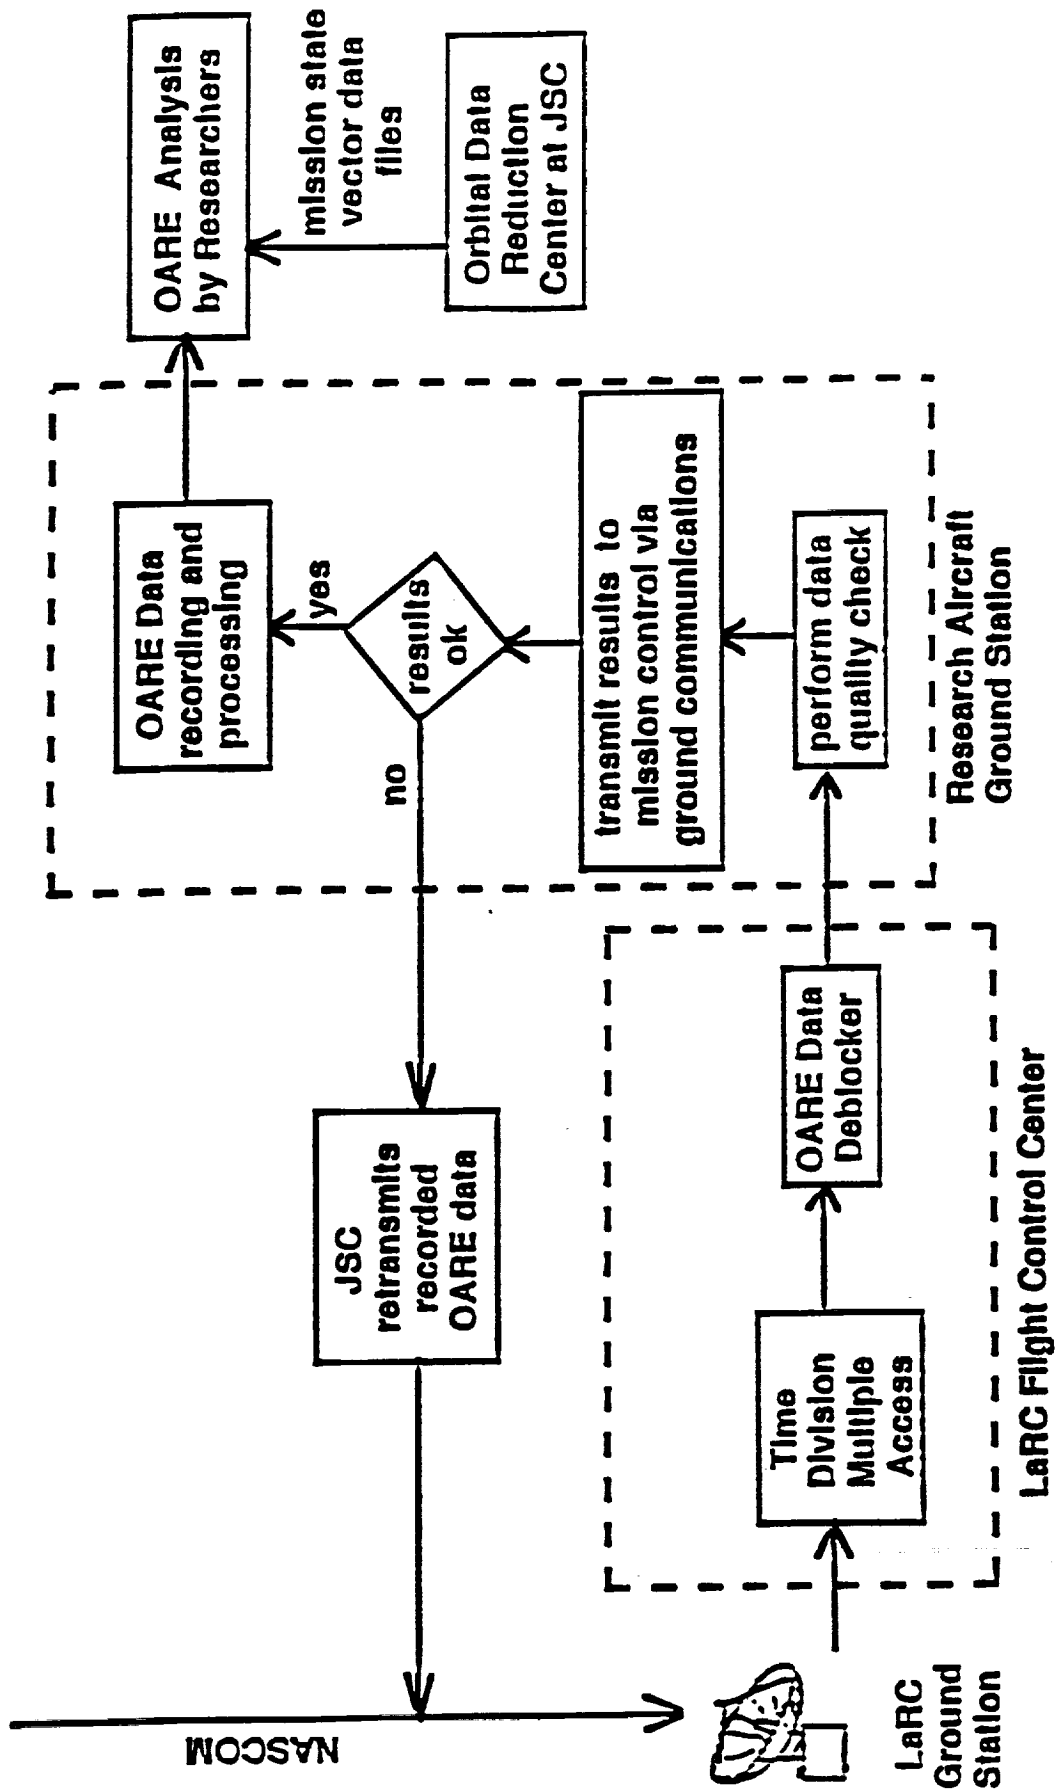 NASCOM
LaRC
Ground
Station
Time
Division
Multiple
Access
OARE Data
Deblocker
LaRC Flight Control Center
perform data
quality check
transmit results to
mission control via
ground communications
results
ok
yes
no
OARE Data
recording and
processing
Research Aircraft
Ground Station
JSC
retransmits
recorded
OARE data
OARE Analysis
by Researchers
mission state
vector data
files
Orbital Data
Reduction
Center at JSC